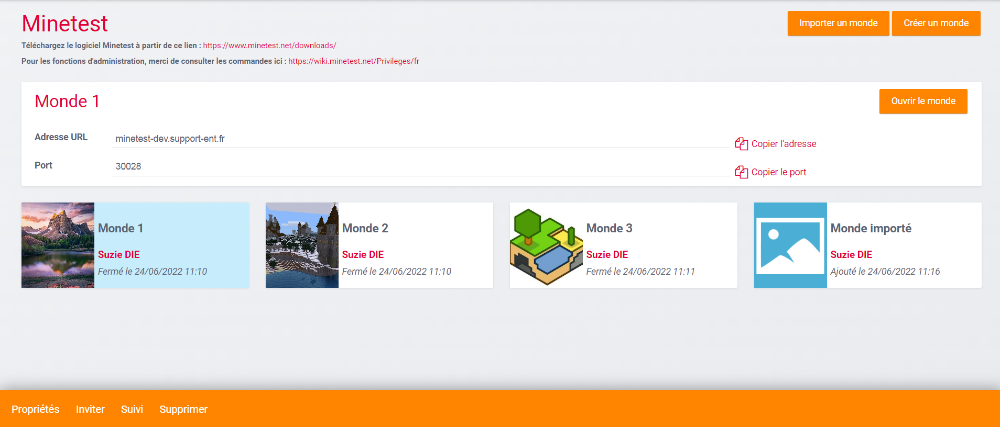 Minetest
Importer un monde
Créer un monde
Téléchargez le logiciel Minetest à partir de ce lien : https://www.minetest.net/downloads/
Pour les fonctions d'administration, merci de consulter les commandes ici : https://wiki.minetest.net/Privileges/fr
Monde 1
Ouvrir le monde
Adresse URL
minetest-dev.support-ent.fr
Copier l'adresse
Port
30028
Copier le port
Monde 1
Suzie DIE
Fermé le 24/06/2022 11:10
Monde 2
Suzie DIE
Fermé le 24/06/2022 11:10
Monde 3
Suzie DIE
Fermé le 24/06/2022 11:11
Monde importé
Suzie DIE
Ajouté le 24/06/2022 11:16
Propriétés
Inviter
Suivi
Supprimer